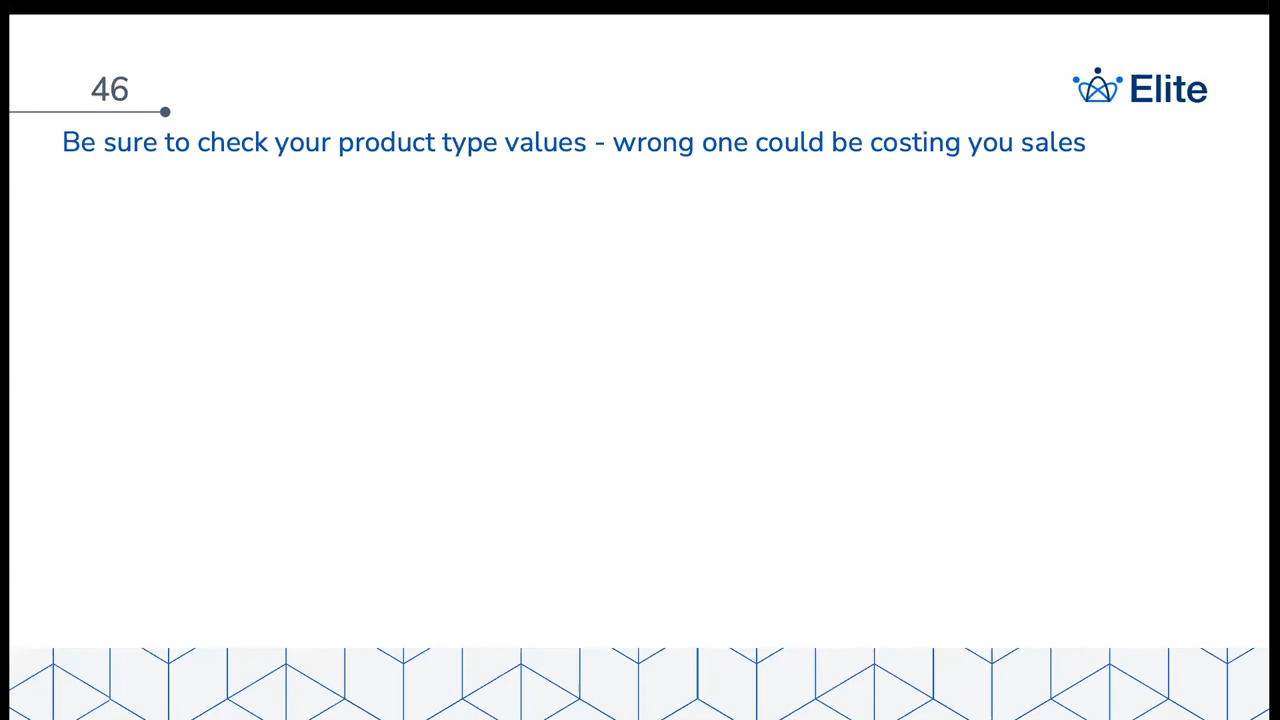 46
Elite
Be sure to check your product type values - wrong one could be costing you sales